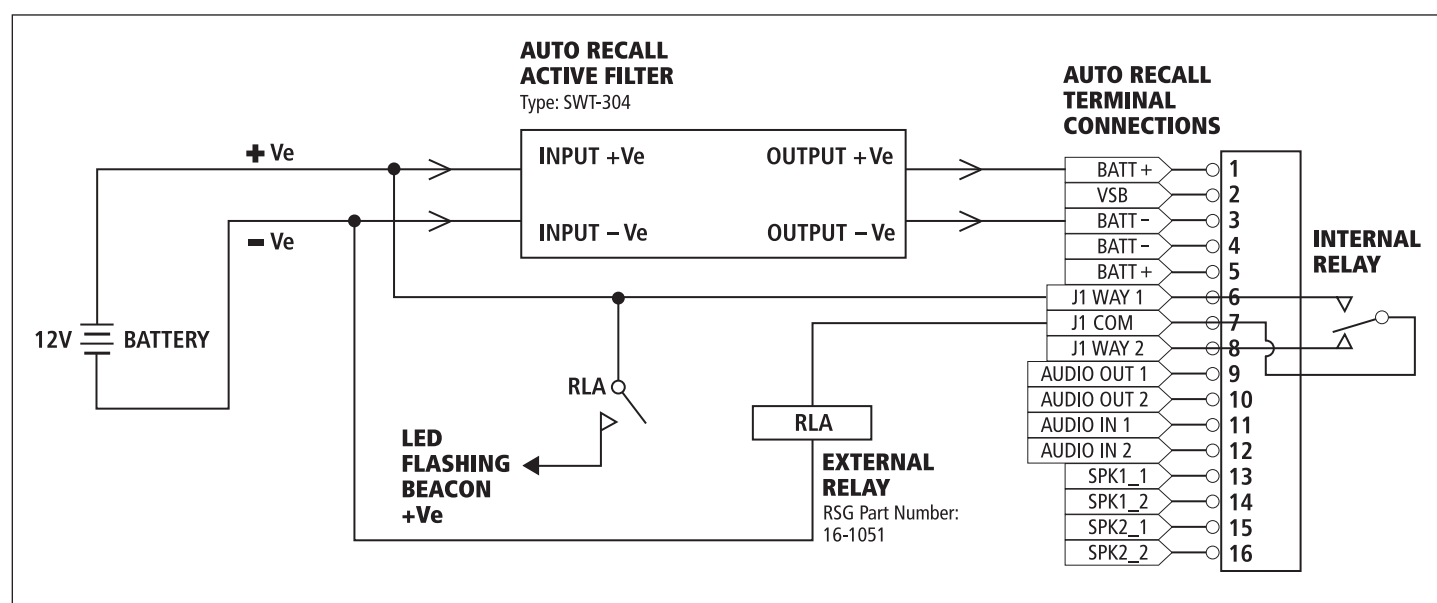 AUTO RECALL
ACTIVE FILTER
Type: SWT-304
AUTO RECALL
TERMINAL
CONNECTIONS
+ Ve
INPUT +Ve
OUTPUT +Ve
INPUT – Ve
OUTPUT – Ve
– Ve
12V
BATTERY
BATT +
1
VSB
2
BATT –
3
BATT –
4
BATT +
5
J1 WAY 1
6
J1 COM
7
J1 WAY 2
8
AUDIO OUT 1
9
AUDIO OUT 2
10
AUDIO IN 1
11
AUDIO IN 2
12
SPK1_1
13
SPK1_2
14
SPK2_1
15
SPK2_2
16
INTERNAL
RELAY
RLA
LED
FLASHING
BEACON
+Ve
RLA
EXTERNAL
RELAY
RSG Part Number:
16-1051